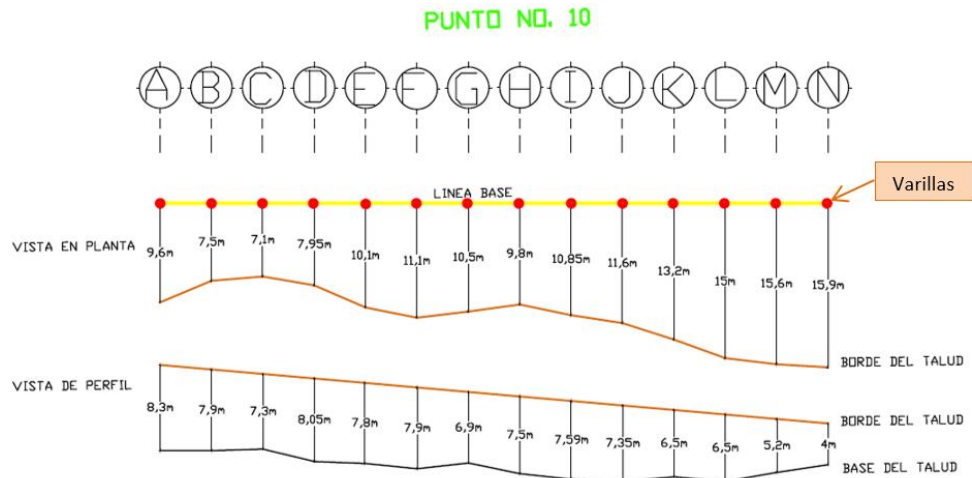 PUNTO NO. 10
A B C D E F G H I J K L M N
Varillas
LINEA BASE
VISTA EN PLANTA
9,6m 7,5m 7,1m 7,95m 10,1m 11,1m 10,5m 9,8m 10,85m 11,6m 13,2m 15m 15,6m 15,9m
BORDE DEL TALUD
VISTA DE PERFIL
8,3m 7,9m 7,3m 8,05m 7,8m 7,9m 6,9m 7,5m 7,59m 7,35m 6,5m 6,5m 5,2m 4m
BORDE DEL TALUD
BASE DEL TALUD